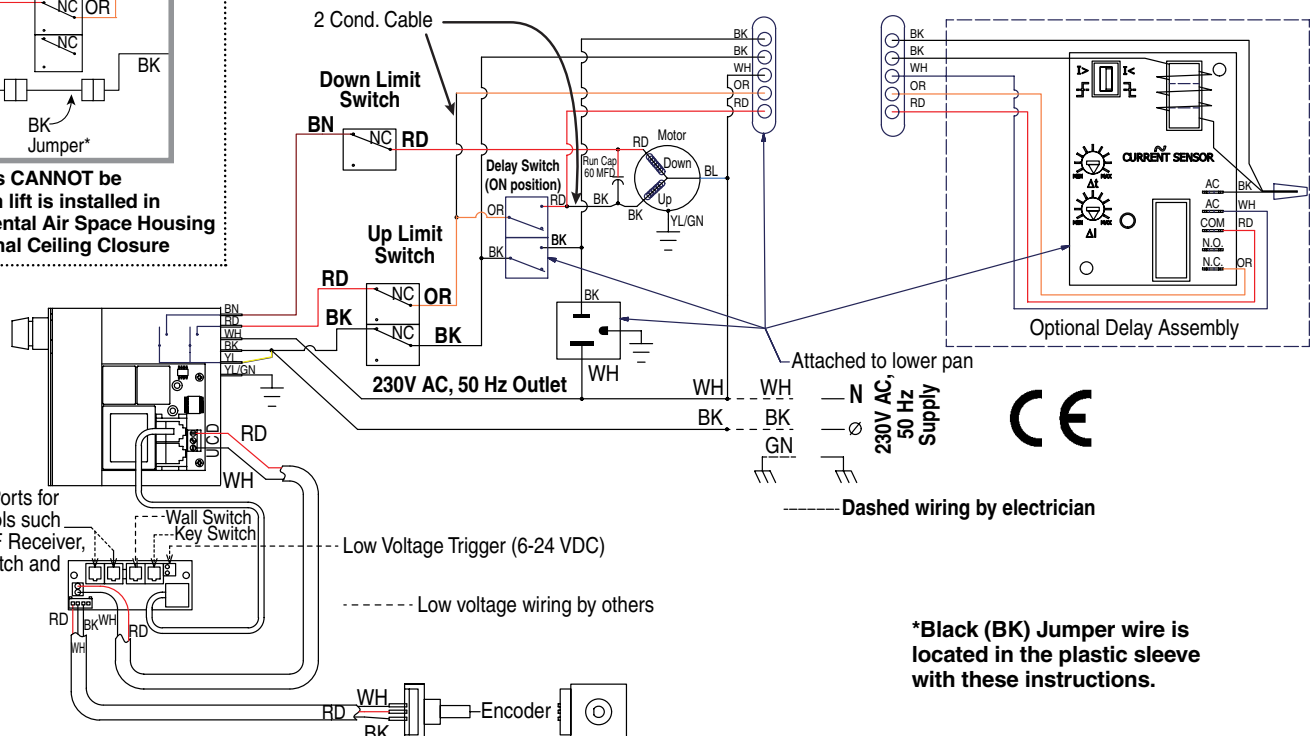 NC
OR
NC
BK
BK
Jumper*
s CANNOT be
lift is installed in
ental Air Space Housing
nal Ceiling Closure
2 Cond. Cable
Down Limit
Switch
BN
NC
RD
Delay Switch
(ON position)
RD
OR
BK
BK
Run Cap
60 MFD
BK
RD
Motor
Down
Up
BK
BL
YL/GN
BK
BK
WH
OR
RD
BK
BK
WH
OR
RD
I>
I<
CURRENT SENSOR
MIN
MAX
Δt
MIN
MAX
ΔI
AC
BK
AC
WH
COM
RD
N.O.
N.C.
OR
Optional Delay Assembly
Up Limit
Switch
RD
NC
OR
BK
NC
BK
BK
WH
230V AC, 50 Hz Outlet
Attached to lower pan
BN
RD
WH
BK
YL
YL/GN
WH
WH
N
BK
BK
Ø
GN
230V AC,
50 Hz
Supply
CE
U C D
RD
WH
-------Dashed wiring by electrician
Ports for
ols such
F Receiver,
tch and
Wall Switch
Key Switch
Low Voltage Trigger (6-24 VDC)
------ Low voltage wiring by others
RD
BK
WH
RD
WH
WH
RD
BK
Encoder
*Black (BK) Jumper wire is
located in the plastic sleeve
with these instructions.